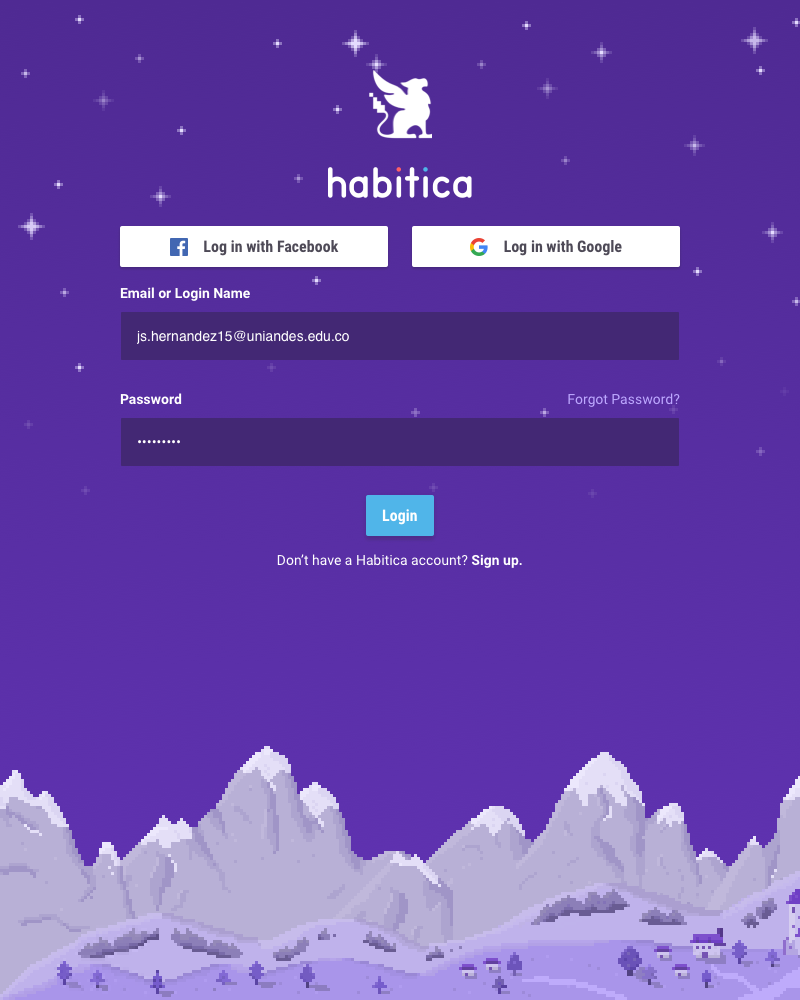 habitica
Log in with Facebook
Log in with Google
Email or Login Name
js.hernandez15@uniandes.edu.co
Password
Forgot Password?
•••••••••
Login
Don’t have a Habitica account? Sign up.